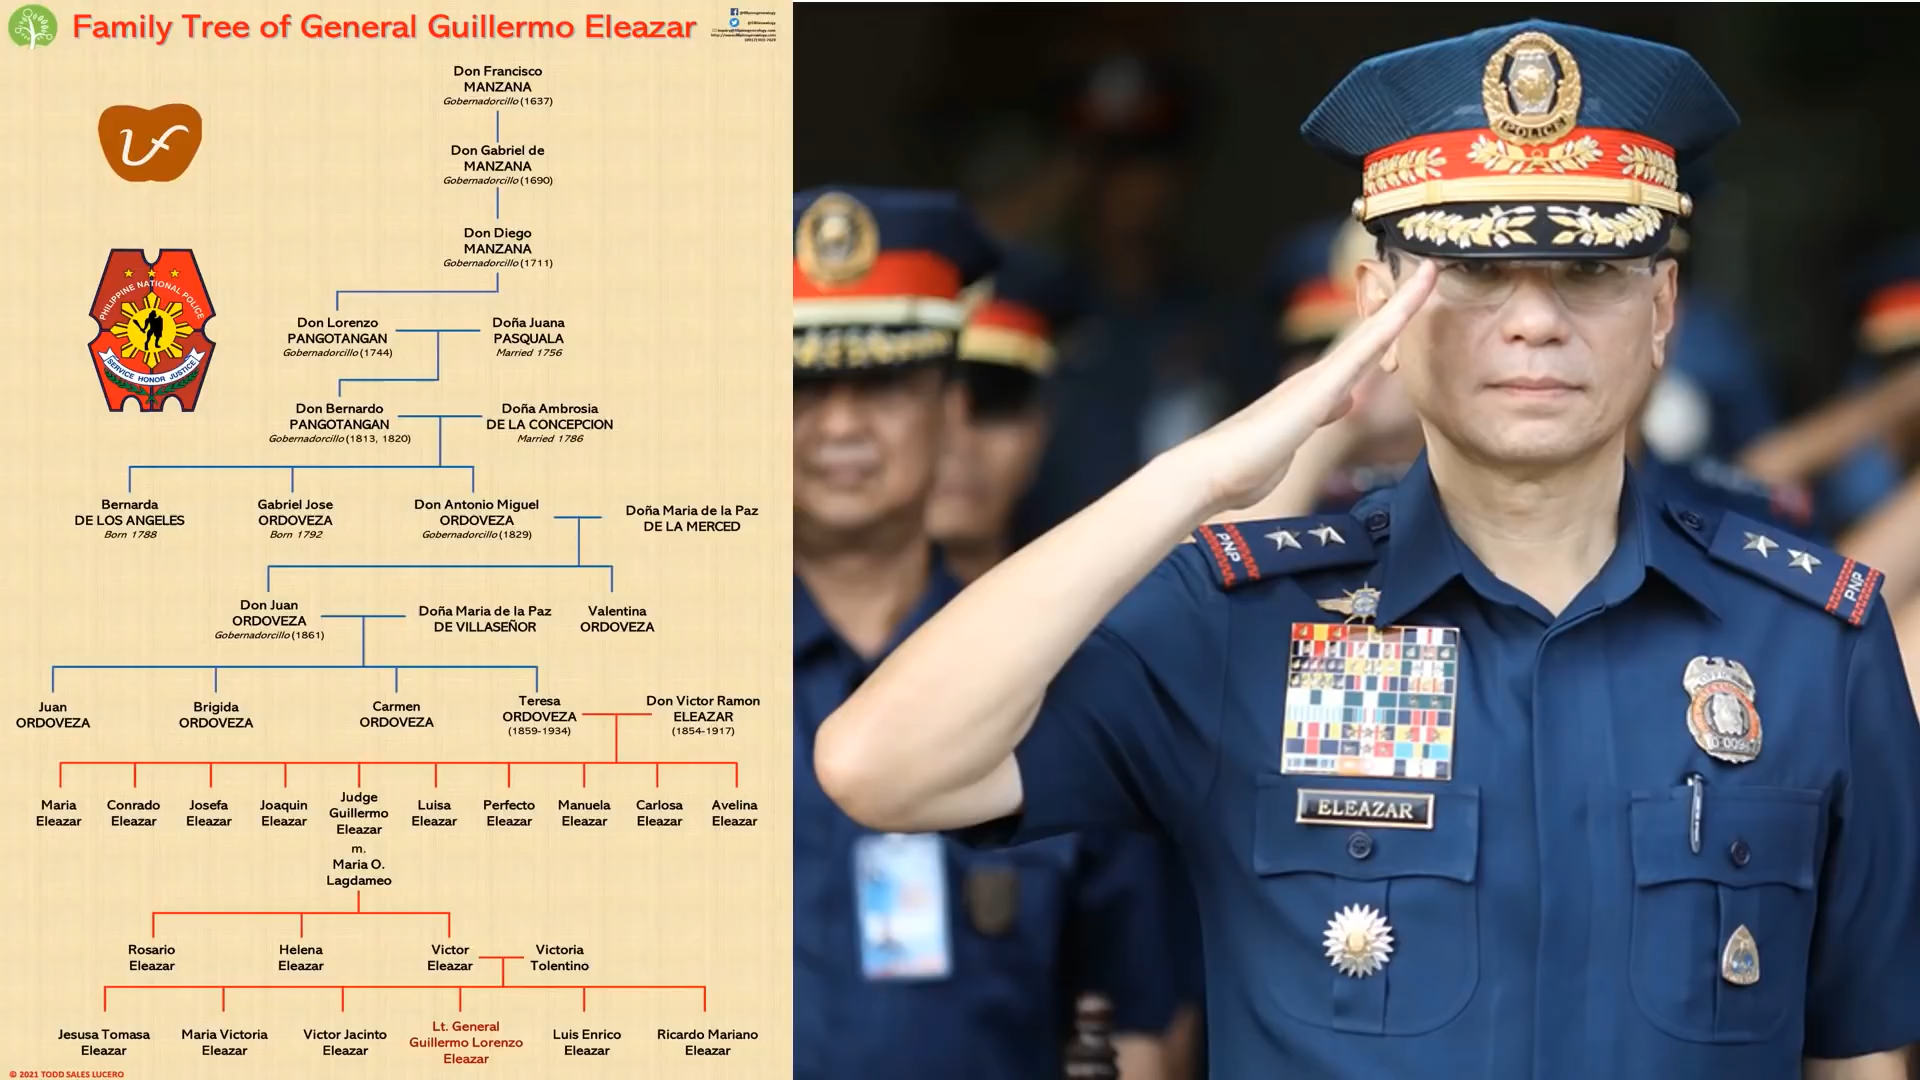 Family Tree of General Guillermo Eleazar
Don Francisco
MANZANA
Gobernadorcillo (1637)
Don Gabriel de
MANZANA
Gobernadorcillo (1690)
Don Diego
MANZANA
Gobernadorcillo (1711)
PHILIPPINE NATIONAL POLICE
SERVICE HONOR JUSTICE
Don Lorenzo
PANGOTANGAN
Gobernadorcillo (1744)
Doña Juana
PASQUALA
Married 1756
Don Bernardo
PANGOTANGAN
Gobernadorcillo (1813, 1820)
Doña Ambrosia
DE LA CONCEPCION
Married 1786
Bernarda
DE LOS ANGELES
Born 1788
Gabriel Jose
ORDOVEZA
Born 1792
Don Antonio Miguel
ORDOVEZA
Gobernadorcillo (1829)
Doña Maria de la Paz
DE LA MERCED
Don Juan
ORDOVEZA
Gobernadorcillo (1861)
Doña Maria de la Paz
DE VILLASEÑOR
Valentina
ORDOVEZA
Juan
ORDOVEZA
Brigida
ORDOVEZA
Carmen
ORDOVEZA
Teresa
ORDOVEZA
(1859-1934)
Don Victor Ramon
ELEAZAR
(1854-1917)
Maria
Eleazar
Conrado
Eleazar
Josefa
Eleazar
Joaquin
Eleazar
Judge
Guillermo
Eleazar
m.
Maria O.
Lagdameo
Luisa
Eleazar
Perfecto
Eleazar
Manuela
Eleazar
Carlosa
Eleazar
Avelina
Eleazar
Rosario
Eleazar
Helena
Eleazar
Victor
Eleazar
Victoria
Tolentino
Jesusa Tomasa
Eleazar
Maria Victoria
Eleazar
Victor Jacinto
Eleazar
Lt. General
Guillermo Lorenzo
Eleazar
Luis Enrico
Eleazar
Ricardo Mariano
Eleazar
© 2021 TODD SALES LUCERO
POLICE
PNP
PNP
ELEAZAR